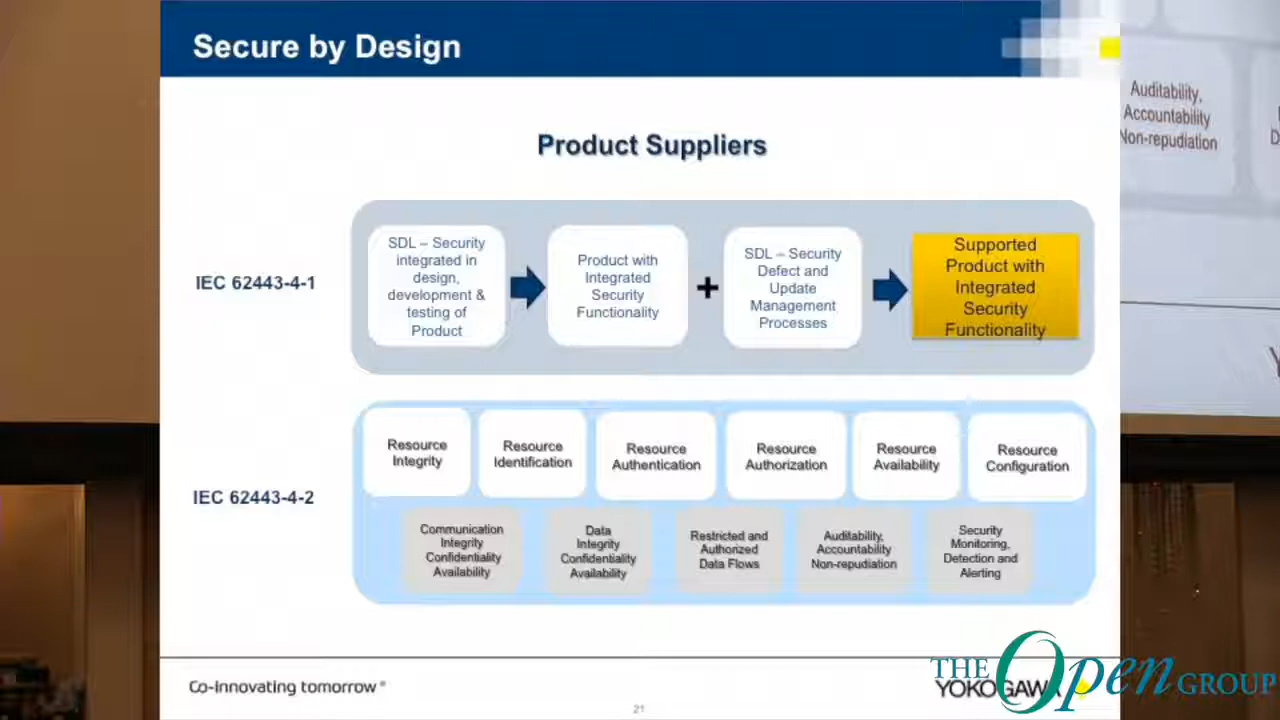 Secure by Design
Product Suppliers
IEC 62443-4-1
SDL – Security
integrated in
design,
development &
testing of
Product
Product with
Integrated
Security
Functionality
+
SDL – Security
Defect and
Update
Management
Processes
Supported
Product with
Integrated
Security
Functionality
IEC 62443-4-2
Resource
Integrity
Resource
Identification
Resource
Authentication
Resource
Authorization
Resource
Availability
Resource
Configuration
Communication
Integrity
Confidentiality
Availability
Data
Integrity
Confidentiality
Availability
Restricted and
Authorized
Data Flows
Auditability,
Accountability
Non-repudiation
Security
Monitoring,
Detection and
Alerting
Co-innovating tomorrow®
21
YOKOGAWA
THE Open GROUP
Auditability,
Accountability
Non-repudiation